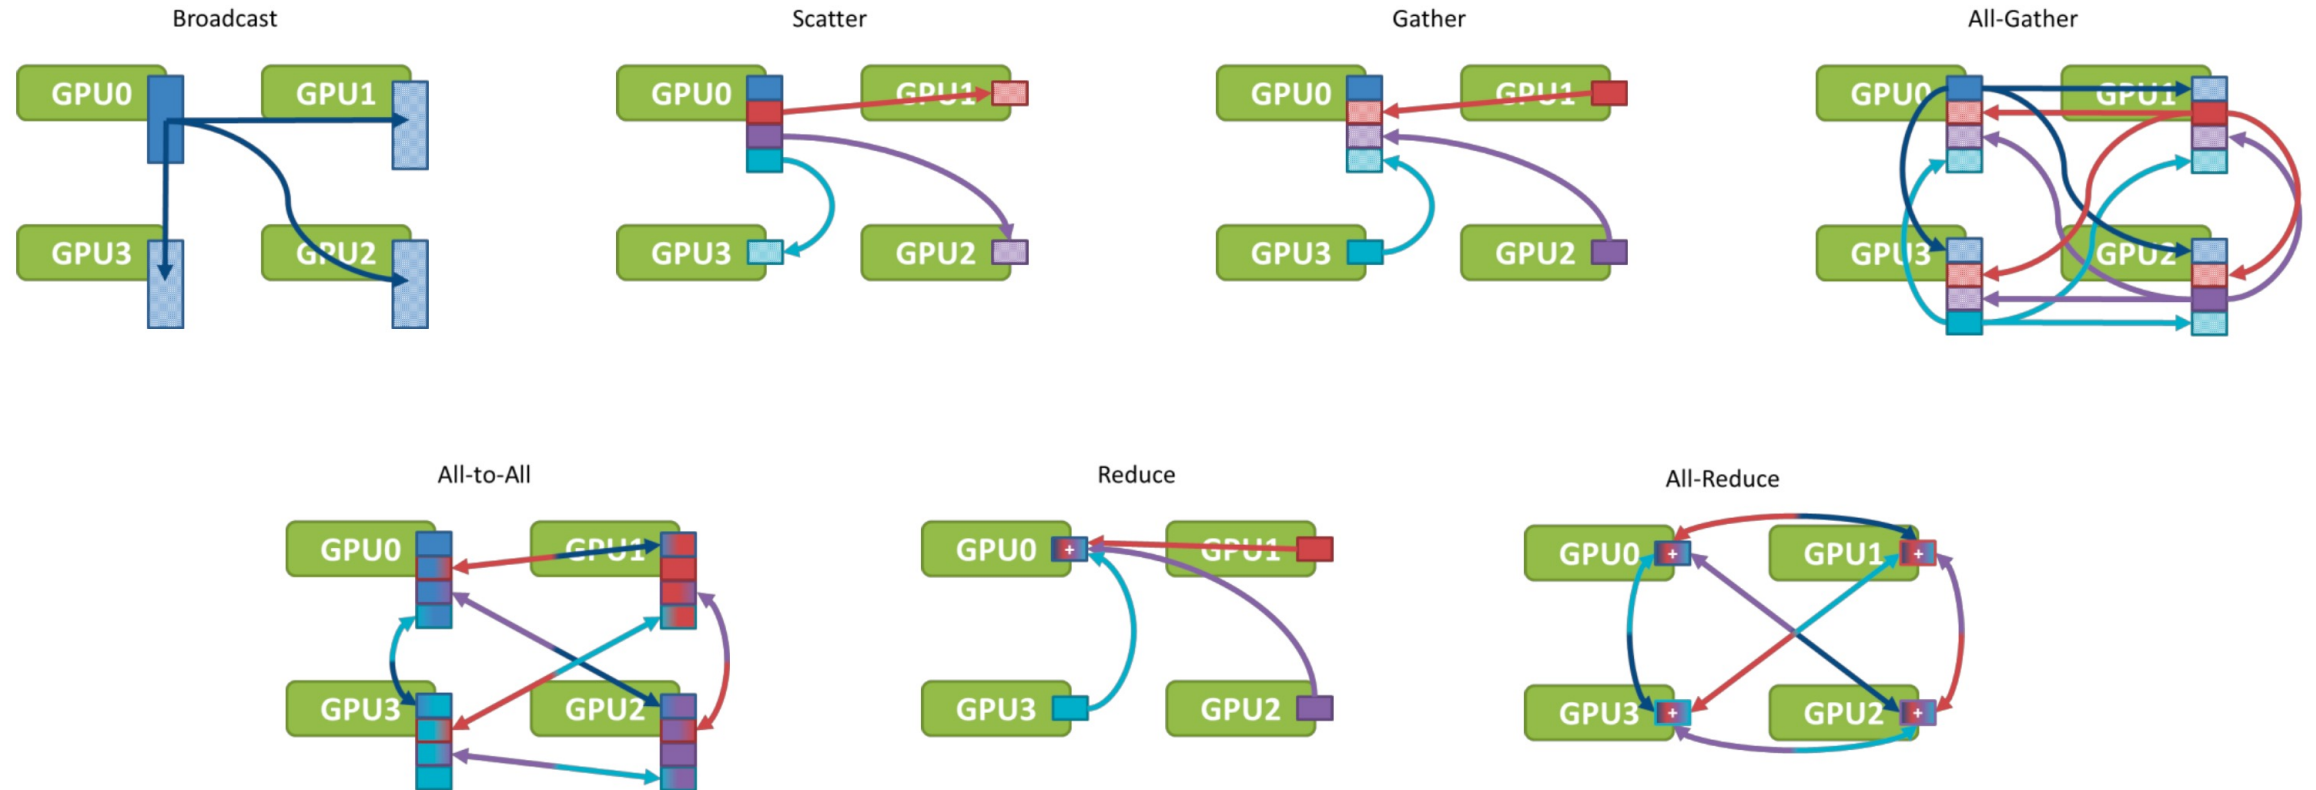 Broadcast
Scatter
Gather
All-Gather
GPU0
GPU1
GPU0
GPU1
GPU0
GPU1
GPU0
GPU1
GPU3
GPU2
GPU3
GPU2
GPU3
GPU2
GPU3
GPU2
All-to-All
Reduce
All-Reduce
GPU0
GPU1
GPU0
+
GPU1
GPU0
+
GPU1
+
GPU3
GPU2
GPU3
GPU2
GPU3
+
GPU2
+